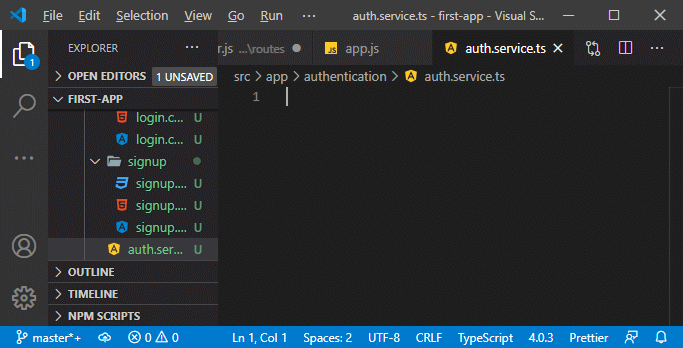 File Edit Selection View Go Run ··· auth.service.ts - first-app - Visual S...
EXPLORER ··· r.js ...\routes JS app.js auth.service.ts ···
OPEN EDITORS 1 UNSAVED
src > app > authentication > auth.service.ts
FIRST-APP
1
login.c... U
login.c... U
signup
signup.... U
signup.... U
signup.... U
auth.ser... U
OUTLINE
TIMELINE
NPM SCRIPTS
1
master*+ 0 0 Ln 1, Col 1 Spaces: 2 UTF-8 CRLF TypeScript 4.0.3 Prettier